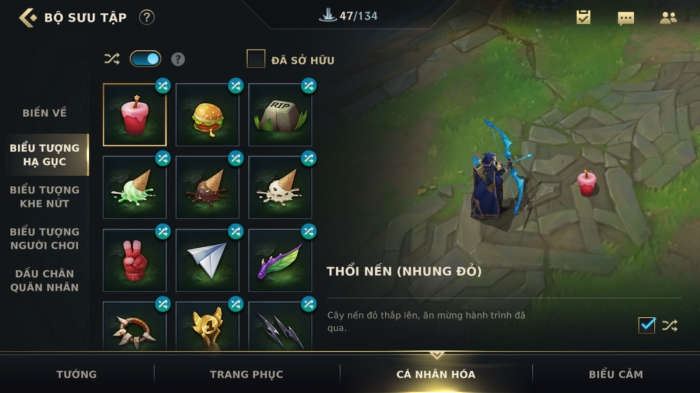 BỘ SƯU TẬP
?
47/134
?
ĐÃ SỞ HỮU
BIẾN VỀ
BIỂU TƯỢNG
HẠ GỤC
BIỂU TƯỢNG
KHE NỨT
BIỂU TƯỢNG
NGƯỜI CHƠI
DẤU CHÂN
QUÂN NHÂN
RIP
THỔI NẾN (NHUNG ĐỎ)
Cây nến đỏ thắp lên, ăn mừng hành trình đã
qua.
TƯỚNG
TRANG PHỤC
CÁ NHÂN HÓA
BIỂU CẢM